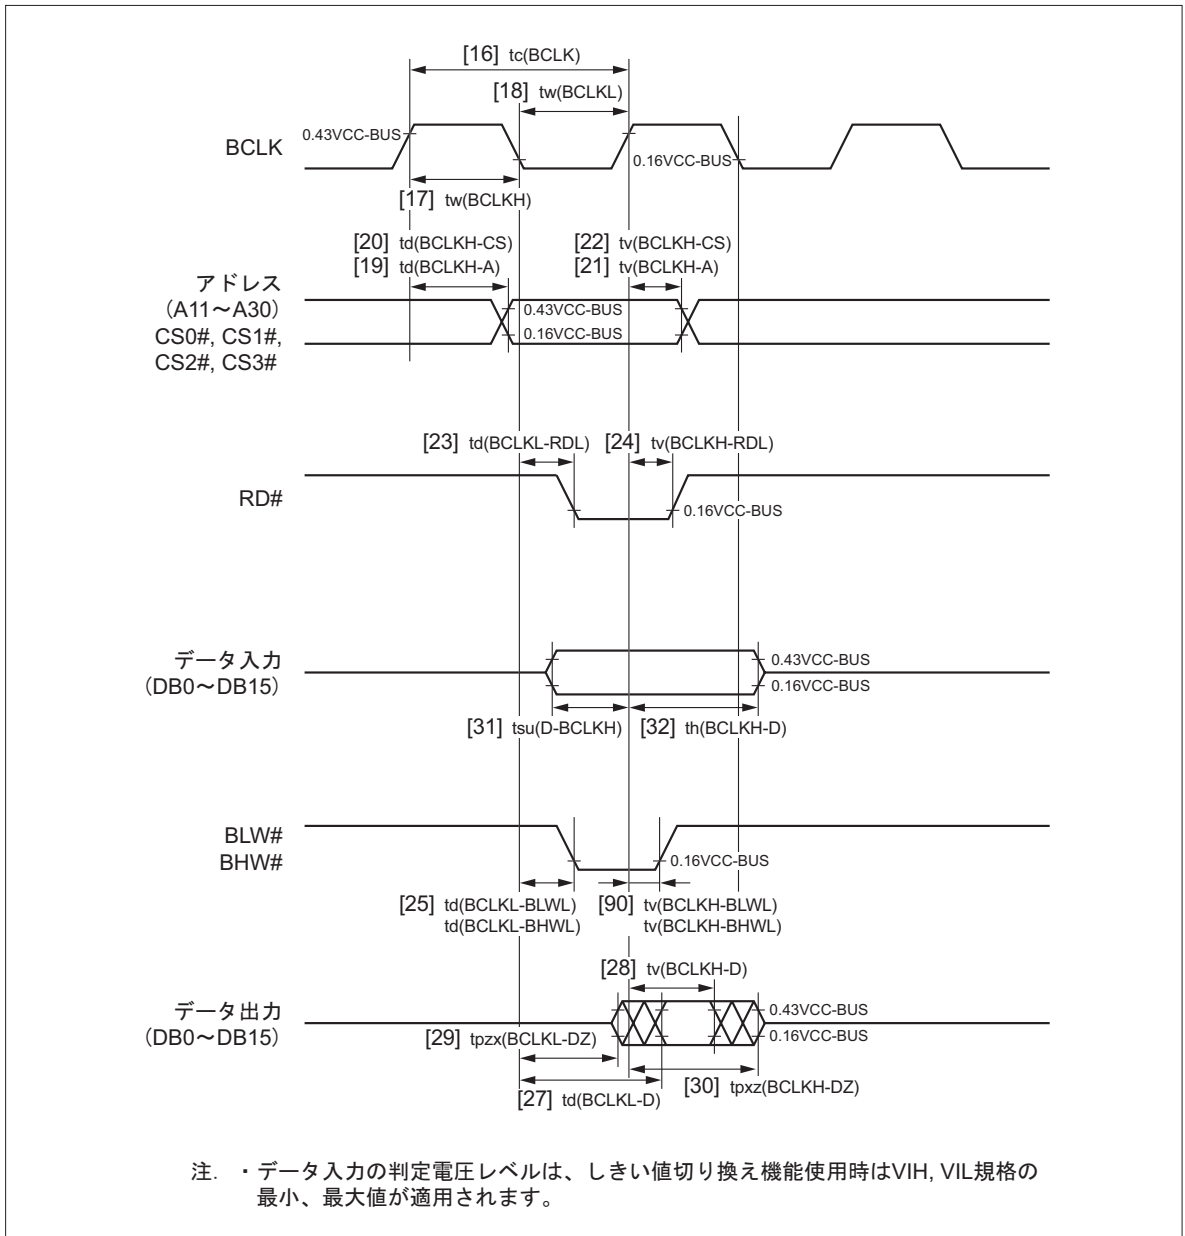 [16] tc(BCLK)
[18] tw(BCLKL)
0.43VCC-BUS
BCLK
0.16VCC-BUS
[17] tw(BCLKH)
[20] td(BCLKH-CS)
[22] tv(BCLKH-CS)
[19] td(BCLKH-A)
[21] tv(BCLKH-A)
アドレス
（A11～A30）
CS0#, CS1#,
CS2#, CS3#
0.43VCC-BUS
0.16VCC-BUS
[23] td(BCLKL-RDL)
[24] tv(BCLKH-RDL)
RD#
0.16VCC-BUS
データ入力
（DB0～DB15）
0.43VCC-BUS
0.16VCC-BUS
[31] tsu(D-BCLKH)
[32] th(BCLKH-D)
BLW#
BHW#
0.16VCC-BUS
[25] td(BCLKL-BLWL)
td(BCLKL-BHWL)
[90] tv(BCLKH-BLWL)
tv(BCLKH-BHWL)
[28] tv(BCLKH-D)
データ出力
（DB0～DB15）
0.43VCC-BUS
0.16VCC-BUS
[29] tpzx(BCLKL-DZ)
[30] tpxz(BCLKH-DZ)
[27] td(BCLKL-D)
注. ・データ入力の判定電圧レベルは、しきい値切り換え機能使用時はVIH, VIL規格の
最小、最大値が適用されます。